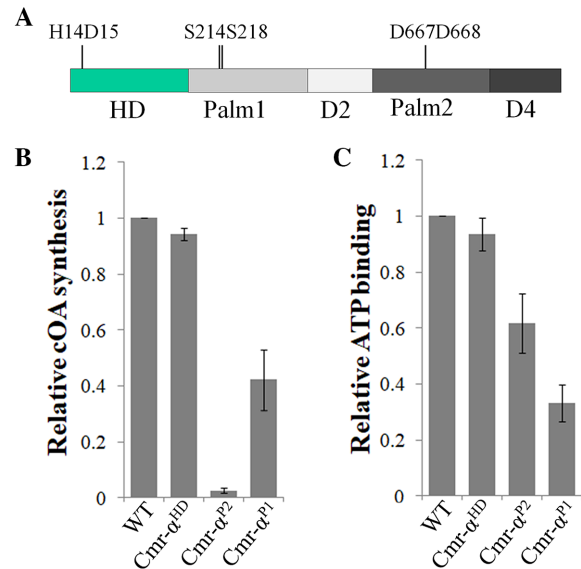 A
H14D15 S214S218 D667D668
HD Palm1 D2 Palm2 D4
B
Relative cOA synthesis
1.2
1
0.8
0.6
0.4
0.2
0
WT Cmr-α^HD Cmr-α^P2 Cmr-α^P1
C
Relative ATP binding
1.2
1
0.8
0.6
0.4
0.2
0
WT Cmr-α^HD Cmr-α^P2 Cmr-α^P1